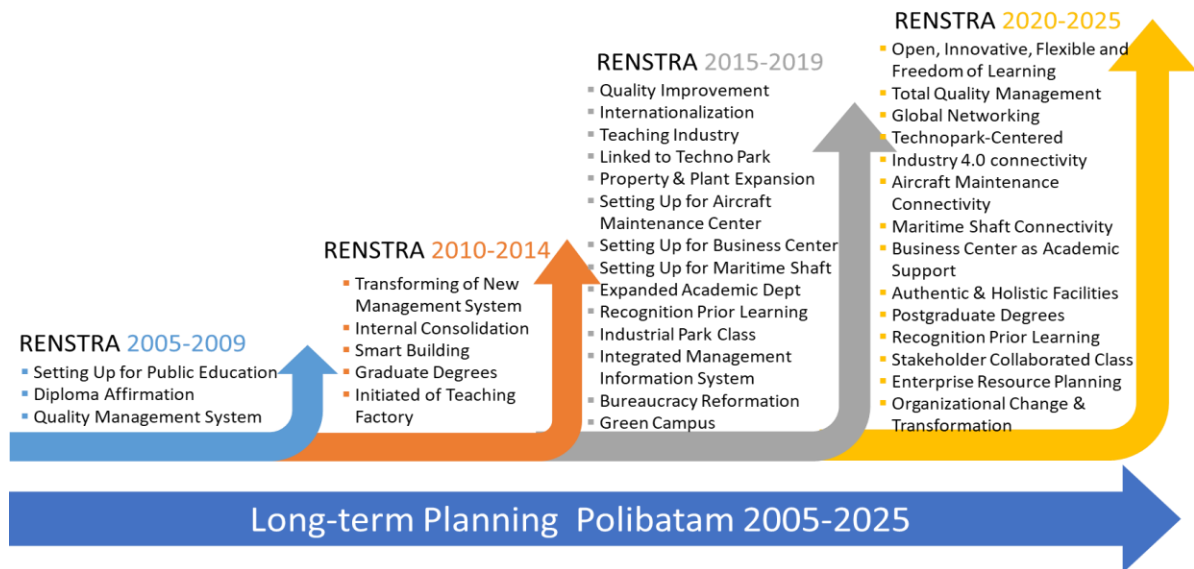 RENSTRA 2005-2009
▪ Setting Up for Public Education
▪ Diploma Affirmation
▪ Quality Management System
RENSTRA 2010-2014
▪ Transforming of New
Management System
▪ Internal Consolidation
▪ Smart Building
▪ Graduate Degrees
▪ Initiated of Teaching
Factory
RENSTRA 2015-2019
▪ Quality Improvement
▪ Internationalization
▪ Teaching Industry
▪ Linked to Techno Park
▪ Property & Plant Expansion
▪ Setting Up for Aircraft
Maintenance Center
▪ Setting Up for Business Center
▪ Setting Up for Maritime Shaft
▪ Expanded Academic Dept
▪ Recognition Prior Learning
▪ Industrial Park Class
▪ Integrated Management
Information System
▪ Bureaucracy Reformation
▪ Green Campus
RENSTRA 2020-2025
▪ Open, Innovative, Flexible and
Freedom of Learning
▪ Total Quality Management
▪ Global Networking
▪ Technopark-Centered
▪ Industry 4.0 connectivity
▪ Aircraft Maintenance
Connectivity
▪ Maritime Shaft Connectivity
▪ Business Center as Academic
Support
▪ Authentic & Holistic Facilities
▪ Postgraduate Degrees
▪ Recognition Prior Learning
▪ Stakeholder Collaborated Class
▪ Enterprise Resource Planning
▪ Organizational Change &
Transformation
Long-term Planning Polibatam 2005-2025